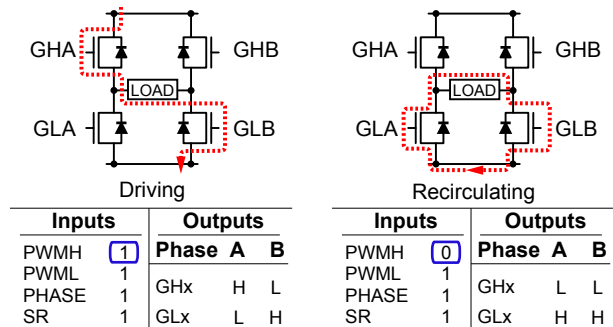 GHA GHB GHA GHB
LOAD LOAD
GLA GLB GLA GLB
Driving Recirculating
Inputs Outputs Inputs Outputs
PWMH 1 Phase A B PWMH 0 Phase A B
PWML 1 PWML 1
GHx H L GHx L L
PHASE 1 PHASE 1
SR 1 GLx L H SR 1 GLx H H